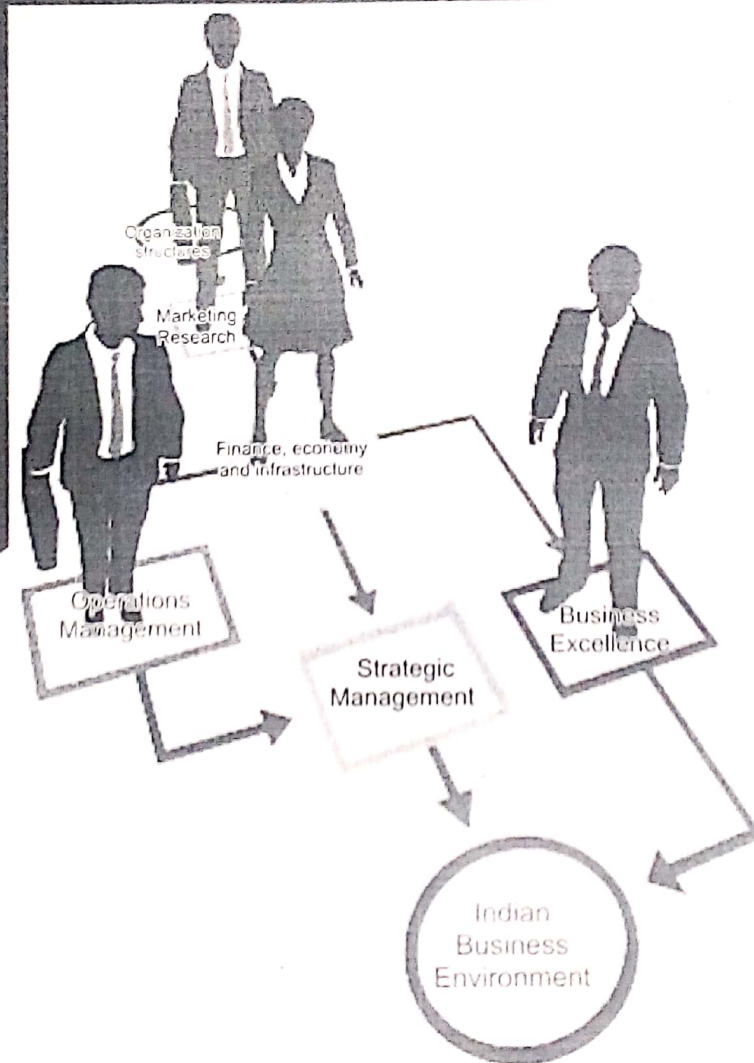 Organization
structures
Marketing
Research
Finance, economy
and infrastructure
Operations
Management
Business
Excellence
Strategic
Management
Indian
Business
Environment